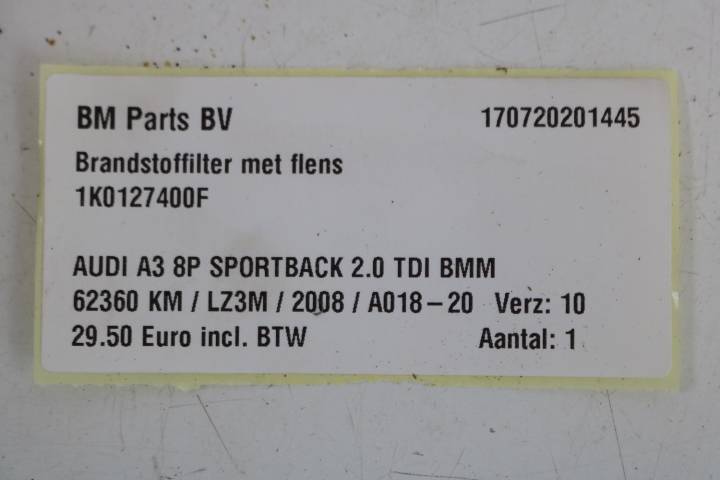 BM Parts BV 170720201445
Brandstoffilter met flens
1K0127400F
AUDI A3 8P SPORTBACK 2.0 TDI BMM
62360 KM / LZ3M / 2008 / A018-20 Verz: 10
29.50 Euro incl. BTW Aantal: 1